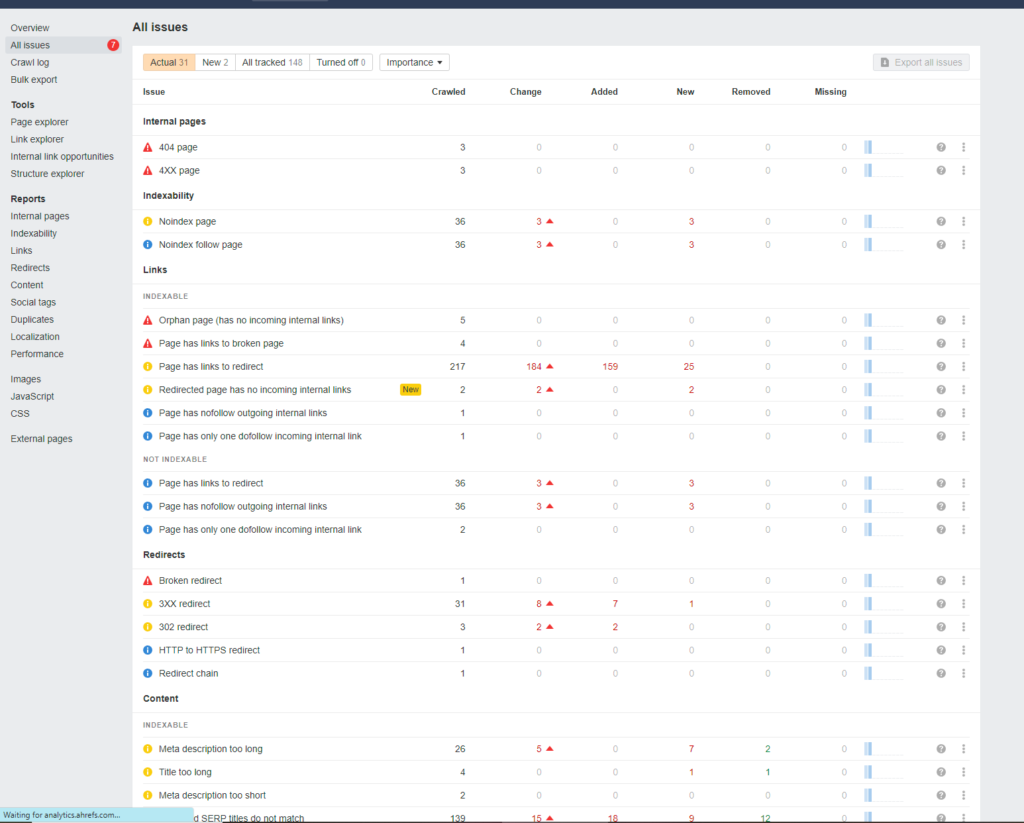 Overview
All issues 7
Crawl log
Bulk export
Tools
Page explorer
Link explorer
Internal link opportunities
Structure explorer
Reports
Internal pages
Indexability
Links
Redirects
Content
Social tags
Duplicates
Localization
Performance
Images
JavaScript
CSS
External pages
All issues
Actual 31 New 2 All tracked 148 Turned off 0 Importance Export all issues
Issue Crawled Change Added New Removed Missing
Internal pages
404 page 3 0 0 0 0 0
4XX page 3 0 0 0 0 0
Indexability
Noindex page 36 3 0 3 0 0
Noindex follow page 36 3 0 3 0 0
Links
INDEXABLE
Orphan page (has no incoming internal links) 5 0 0 0 0 0
Page has links to broken page 4 0 0 0 0 0
Page has links to redirect 217 184 159 25 0 0
Redirected page has no incoming internal links New 2 2 0 2 0 0
Page has nofollow outgoing internal links 1 0 0 0 0 0
Page has only one dofollow incoming internal link 1 0 0 0 0 0
NOT INDEXABLE
Page has links to redirect 36 3 0 3 0 0
Page has nofollow outgoing internal links 36 3 0 3 0 0
Page has only one dofollow incoming internal link 2 0 0 0 0 0
Redirects
Broken redirect 1 0 0 0 0 0
3XX redirect 31 8 7 1 0 0
302 redirect 3 2 2 0 0 0
HTTP to HTTPS redirect 1 0 0 0 0 0
Redirect chain 1 0 0 0 0 0
Content
INDEXABLE
Meta description too long 26 5 0 7 2 0
Title too long 4 0 0 1 1 0
Meta description too short 2 0 0 0 0 0
d SERP titles do not match 139 15 18 9 12 0
Waiting for analytics.ahrefs.com...